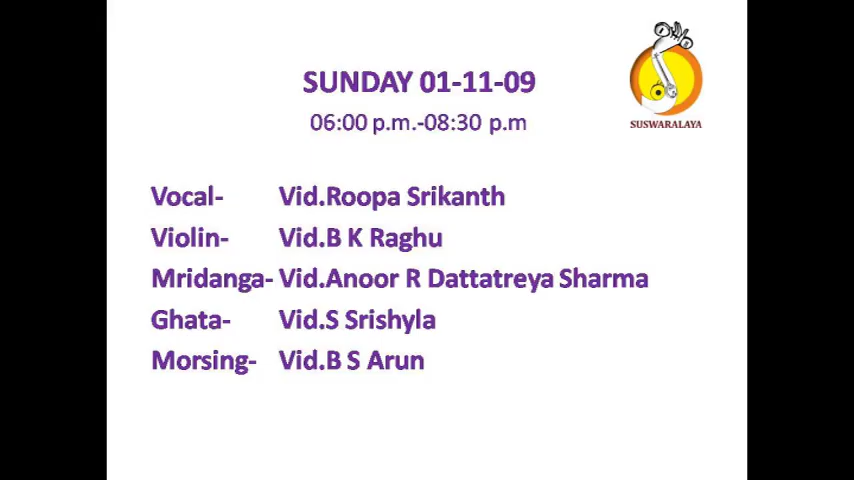 SUNDAY 01-11-09
06:00 p.m.-08:30 p.m
SUSWARALAYA
Vocal- Vid.Roopa Srikanth
Violin- Vid.B K Raghu
Mridanga- Vid.Anoor R Dattatreya Sharma
Ghata- Vid.S Srishyla
Morsing- Vid.B S Arun